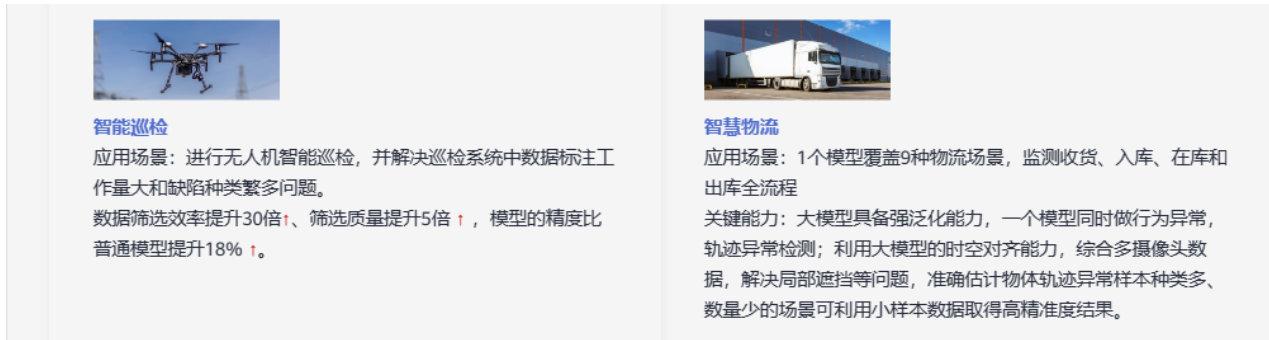 智能巡检
应用场景：进行无人机智能巡检，并解决巡检系统中数据标注工
作量大和缺陷种类繁多问题。
数据筛选效率提升30倍↑、筛选质量提升5倍 ↑ ，模型的精度比
普通模型提升18% ↑。
智慧物流
应用场景：1个模型覆盖9种物流场景，监测收货、入库、在库和
出库全流程
关键能力：大模型具备强泛化能力，一个模型同时做行为异常，
轨迹异常检测；利用大模型的时空对齐能力，综合多摄像头数
据，解决局部遮挡等问题，准确估计物体轨迹异常样本种类多、
数量少的场景可利用小样本数据取得高精准度结果。